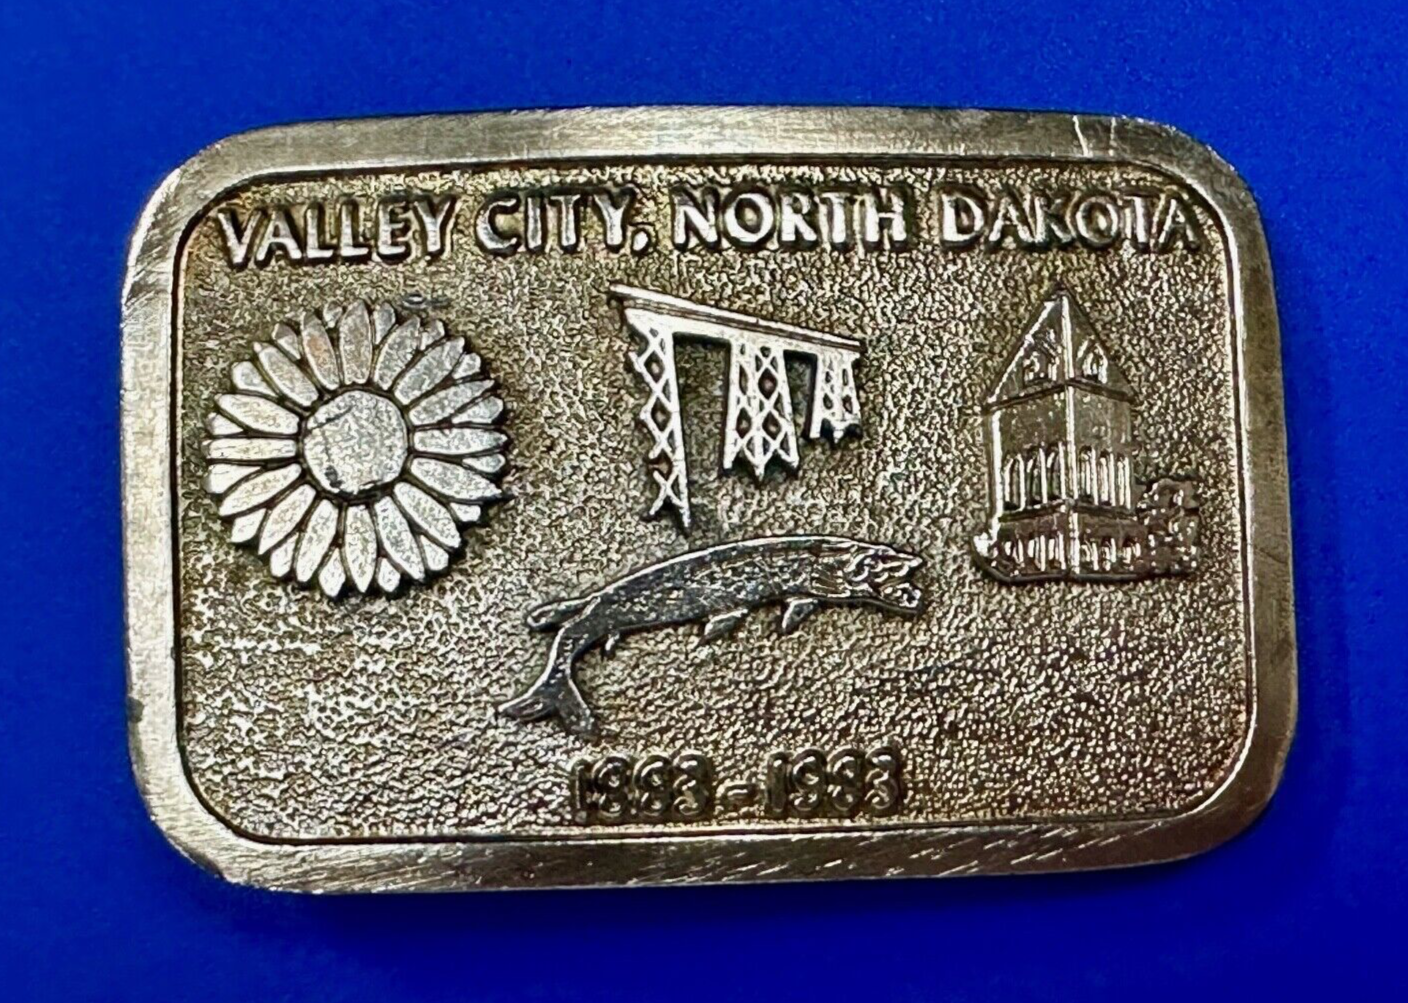 VALLEY CITY, NORTH DAKOTA
1883-1983